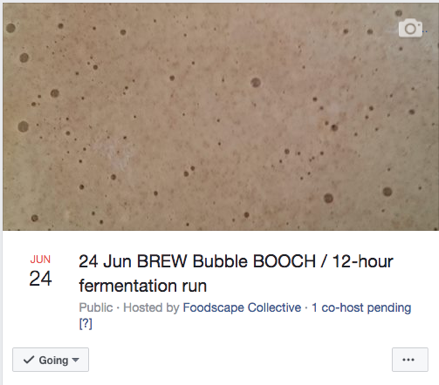 JUN
24
24 Jun BREW Bubble BOOCH / 12-hour
fermentation run
Public · Hosted by Foodscape Collective · 1 co-host pending
[?]
Going